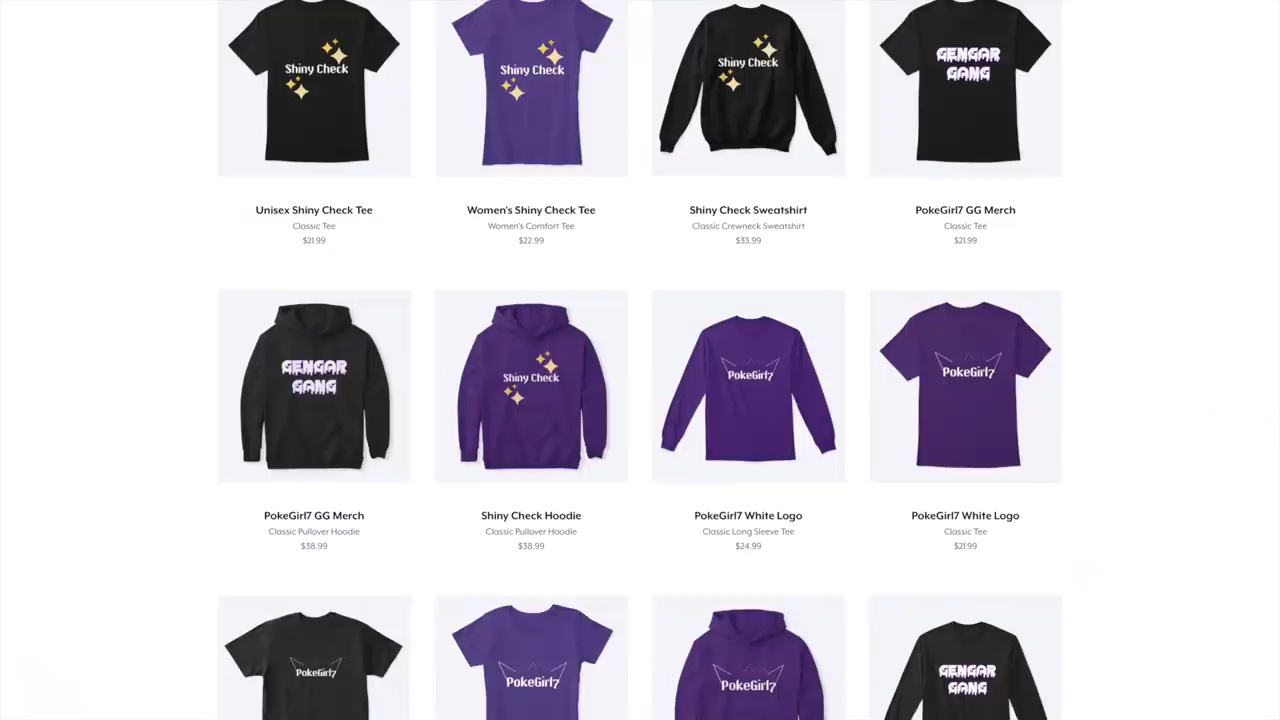 Shiny Check
Shiny Check
Shiny Check
GENGAR
GANG
Unisex Shiny Check Tee
Classic Tee
$21.99
Women's Shiny Check Tee
Women's Comfort Tee
$22.99
Shiny Check Sweatshirt
Classic Crewneck Sweatshirt
$33.99
PokeGirl7 GG Merch
Classic Tee
$21.99
GENGAR
GANG
Shiny Check
PokeGirl7
PokeGirl7
PokeGirl7 GG Merch
Classic Pullover Hoodie
$38.99
Shiny Check Hoodie
Classic Pullover Hoodie
$38.99
PokeGirl7 White Logo
Classic Long Sleeve Tee
$24.99
PokeGirl7 White Logo
Classic Tee
$21.99
PokeGirl7
PokeGirl7
PokeGirl7
GENGAR
GANG